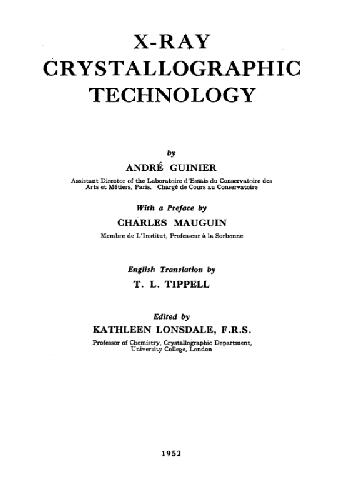 X-RAY
CRYSTALLOGRAPHIC
TECHNOLOGY
by
ANDRÉ GUINIER
Assistant Director of the Laboratoire d'Essais du Conservatoire des
Arts et Métiers, Paris. Chargé de Cours au Conservatoire
With a Preface by
CHARLES MAUGUIN
Membre de L'Institut, Professeur à la Sorbonne
English Translation by
T. L. TIPPELL
Edited by
KATHLEEN LONSDALE, F.R.S.
Professor of Chemistry, Crystallographic Department,
University College, London
1952